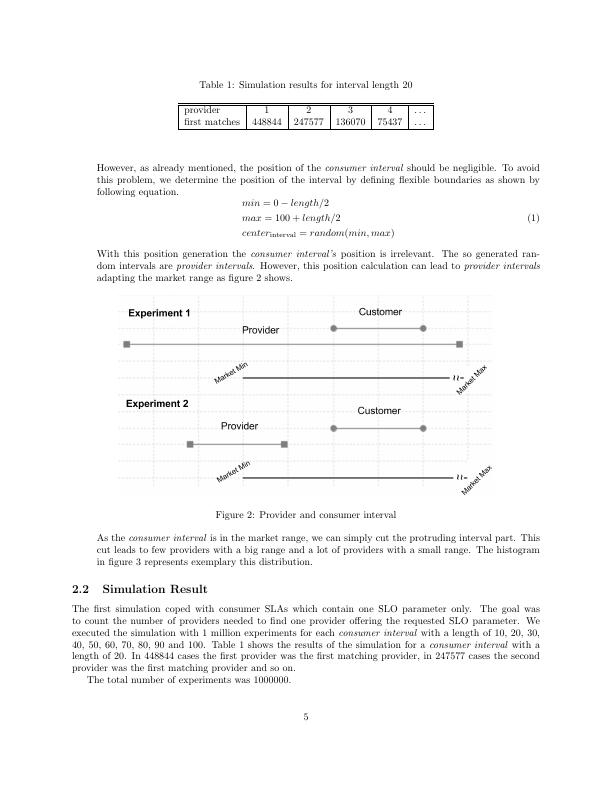 Table 1: Simulation results for interval length 20
provider 1 2 3 4 ...
first matches 448844 247577 136070 75437 ...
However, as already mentioned, the position of the consumer interval should be negligible. To avoid
this problem, we determine the position of the interval by defining flexible boundaries as shown by
following equation.
min = 0 − length/2
max = 100 + length/2 (1)
center_interval = random(min, max)
With this position generation the consumer interval's position is irrelevant. The so generated ran-
dom intervals are provider intervals. However, this position calculation can lead to provider intervals
adapting the market range as figure 2 shows.
Experiment 1
Customer
Provider
Market Min
Market Max
Experiment 2
Customer
Provider
Market Min
Market Max
Figure 2: Provider and consumer interval
As the consumer interval is in the market range, we can simply cut the protruding interval part. This
cut leads to few providers with a big range and a lot of providers with a small range. The histogram
in figure 3 represents exemplary this distribution.
2.2 Simulation Result
The first simulation coped with consumer SLAs which contain one SLO parameter only. The goal was
to count the number of providers needed to find one provider offering the requested SLO parameter. We
executed the simulation with 1 million experiments for each consumer interval with a length of 10, 20, 30,
40, 50, 60, 70, 80, 90 and 100. Table 1 shows the results of the simulation for a consumer interval with a
length of 20. In 448844 cases the first provider was the first matching provider, in 247577 cases the second
provider was the first matching provider and so on.
The total number of experiments was 1000000.
5